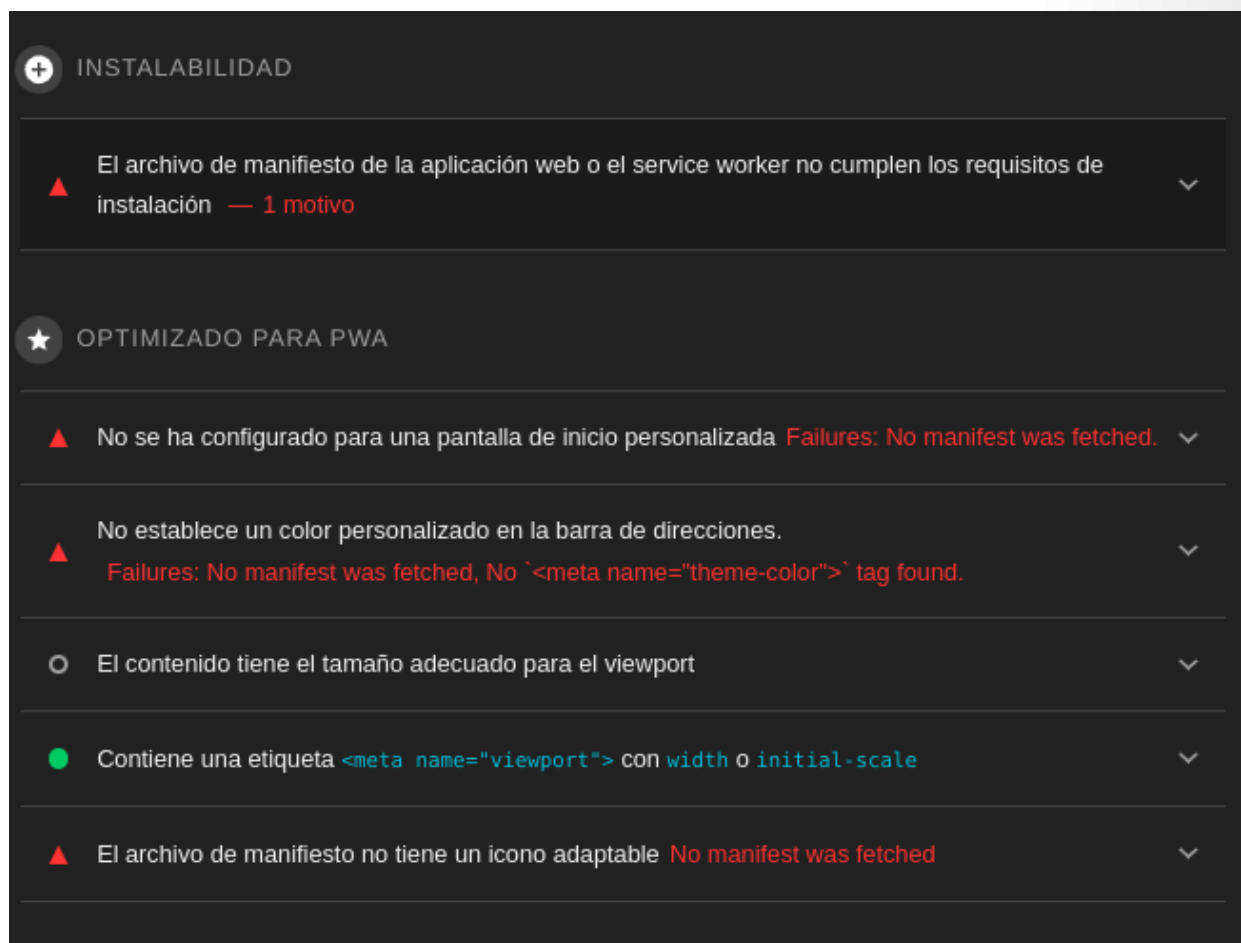 INSTALABILIDAD
El archivo de manifiesto de la aplicación web o el service worker no cumplen los requisitos de
instalación — 1 motivo
OPTIMIZADO PARA PWA
No se ha configurado para una pantalla de inicio personalizada Failures: No manifest was fetched.
No establece un color personalizado en la barra de direcciones.
Failures: No manifest was fetched, No `<meta name="theme-color">` tag found.
El contenido tiene el tamaño adecuado para el viewport
Contiene una etiqueta <meta name="viewport"> con width o initial-scale
El archivo de manifiesto no tiene un icono adaptable No manifest was fetched